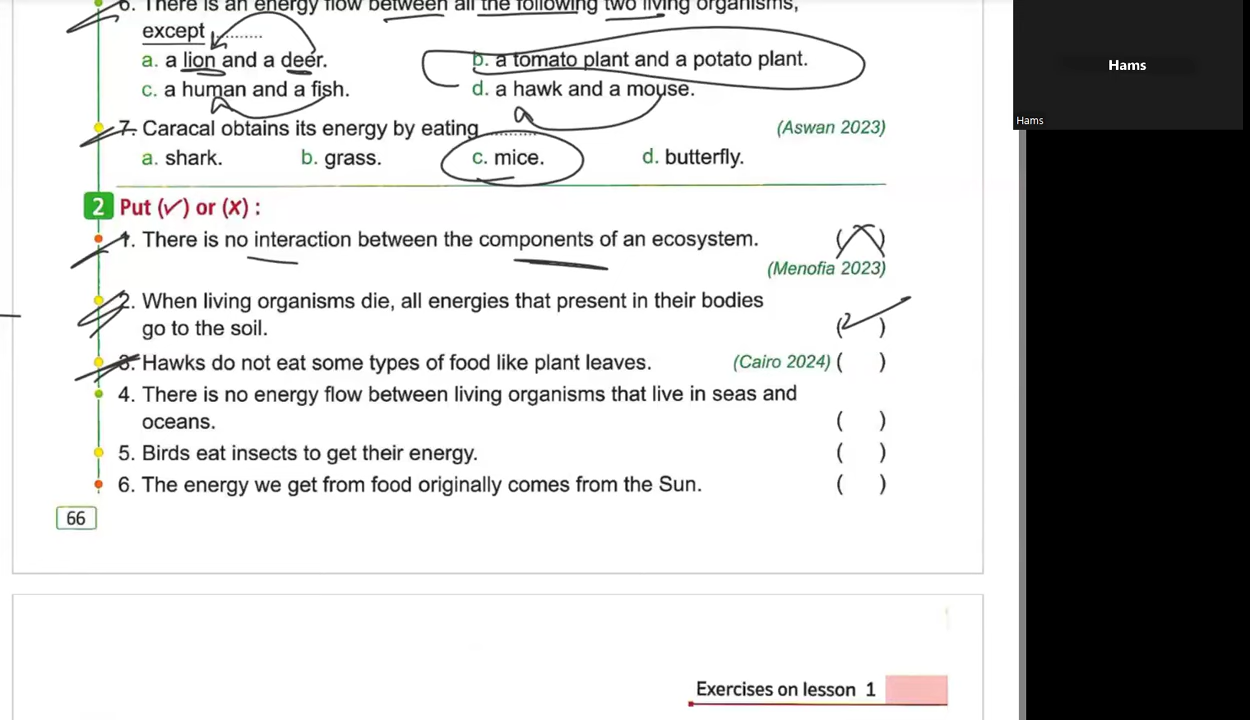 6. There is an energy flow between all the following two living organisms,
except ..........
a. a lion and a deer.
b. a tomato plant and a potato plant.
c. a human and a fish.
d. a hawk and a mouse.
7. Caracal obtains its energy by eating .......... (Aswan 2023)
a. shark. b. grass. c. mice. d. butterfly.
2 Put (✓) or (X) :
1. There is no interaction between the components of an ecosystem. ( )
(Menofia 2023)
2. When living organisms die, all energies that present in their bodies
go to the soil. ( )
3. Hawks do not eat some types of food like plant leaves. (Cairo 2024) ( )
4. There is no energy flow between living organisms that live in seas and
oceans. ( )
5. Birds eat insects to get their energy. ( )
6. The energy we get from food originally comes from the Sun. ( )
66
Exercises on lesson 1
Hams
Hams